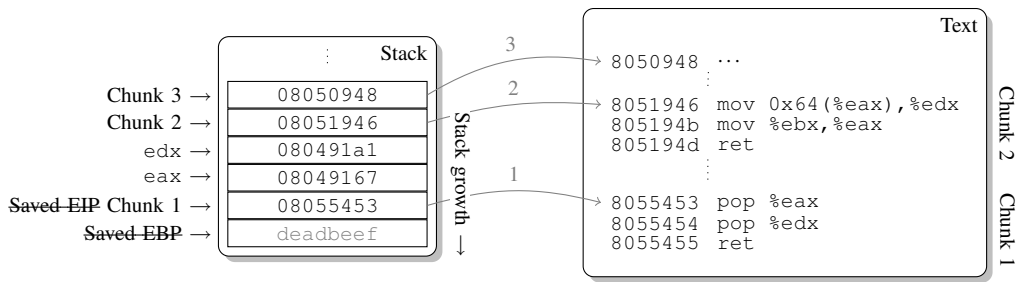 Stack
⋮
Chunk 3 → 08050948
Chunk 2 → 08051946
edx → 080491a1
eax → 08049167
Saved EIP Chunk 1 → 08055453
Saved EBP → deadbeef
Stack growth →
3
2
1
Text
8050948 ...
⋮
8051946 mov 0x64(%eax),%edx
805194b mov %ebx,%eax
805194d ret
⋮
8055453 pop %eax
8055454 pop %edx
8055455 ret
Chunk 2
Chunk 1